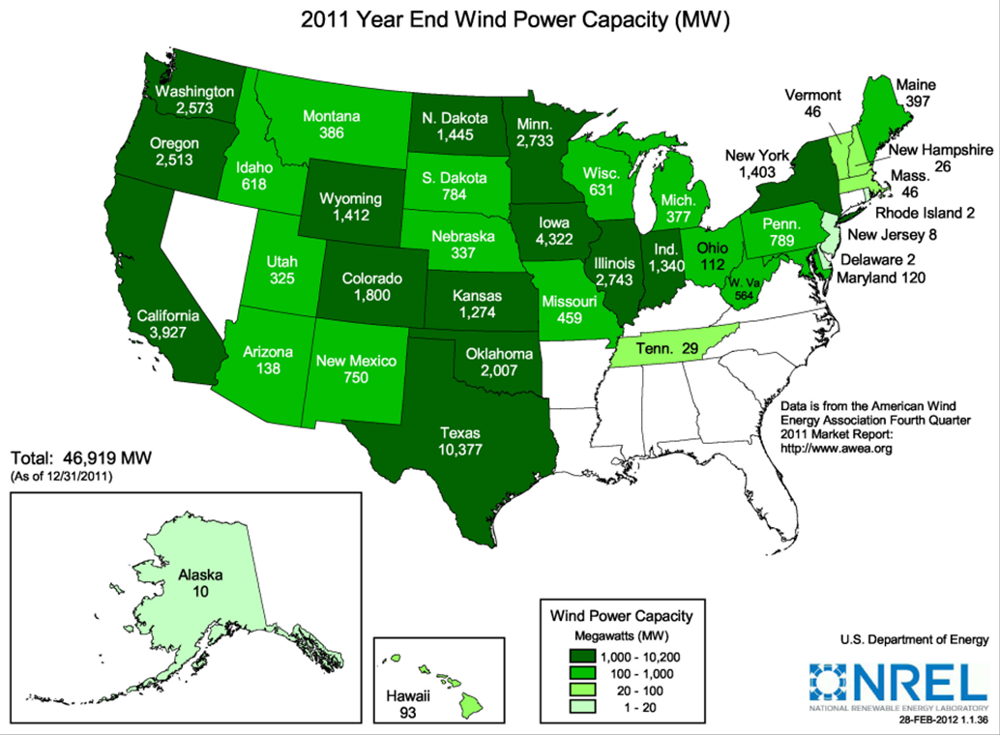 2011 Year End Wind Power Capacity (MW)
Washington
2,573
Oregon
2,513
California
3,927
Idaho
618
Montana
386
Wyoming
1,412
Utah
325
Colorado
1,800
Arizona
138
New Mexico
750
N. Dakota
1,445
S. Dakota
784
Nebraska
337
Kansas
1,274
Oklahoma
2,007
Texas
10,377
Minn.
2,733
Iowa
4,322
Missouri
459
Wisc.
631
Illinois
2,743
Mich.
377
Ind.
1,340
Ohio
112
W. Va
564
Tenn. 29
Penn.
789
New York
1,403
Vermont
46
Maine
397
New Hampshire
26
Mass.
46
Rhode Island 2
New Jersey 8
Delaware 2
Maryland 120
Data is from the American Wind
Energy Association Fourth Quarter
2011 Market Report:
http://www.awea.org
Total: 46,919 MW
(As of 12/31/2011)
Alaska
10
Hawaii
93
Wind Power Capacity
Megawatts (MW)
1,000 - 10,200
100 - 1,000
20 - 100
1 - 20
U.S. Department of Energy
NREL
NATIONAL RENEWABLE ENERGY LABORATORY
28-FEB-2012 1.1.36